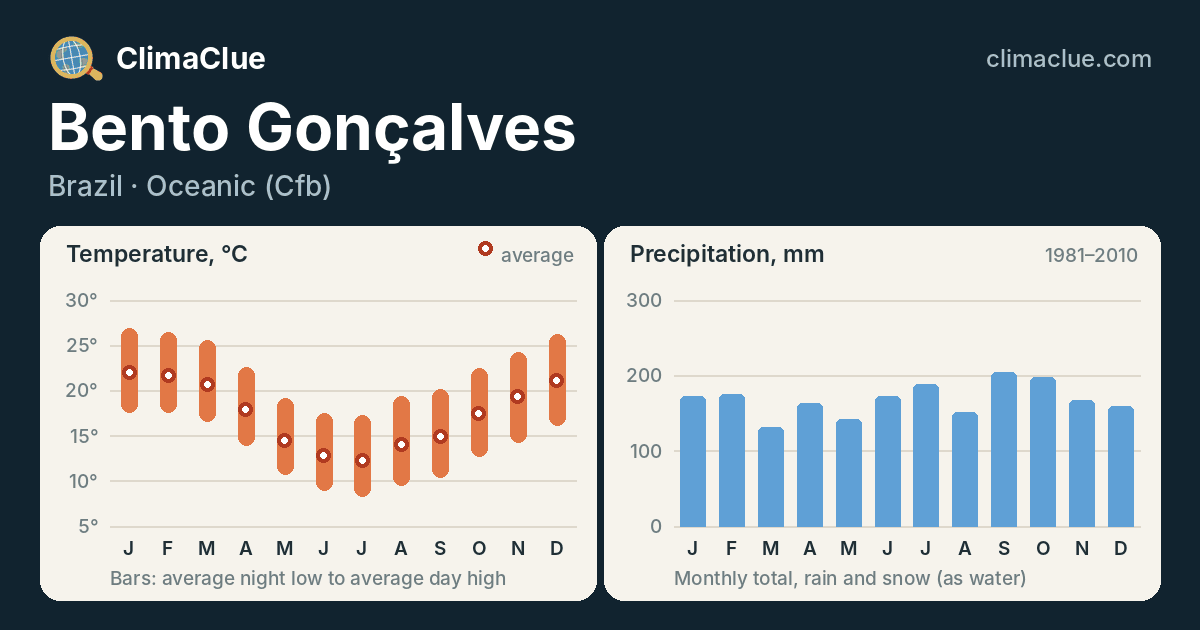 ClimaClue
climaclue.com
Bento Gonçalves
Brazil · Oceanic (Cfb)
Temperature, °C
average
30°
25°
20°
15°
10°
5°
J F M A M J J A S O N D
Bars: average night low to average day high
Precipitation, mm
1981–2010
300
200
100
0
J F M A M J J A S O N D
Monthly total, rain and snow (as water)